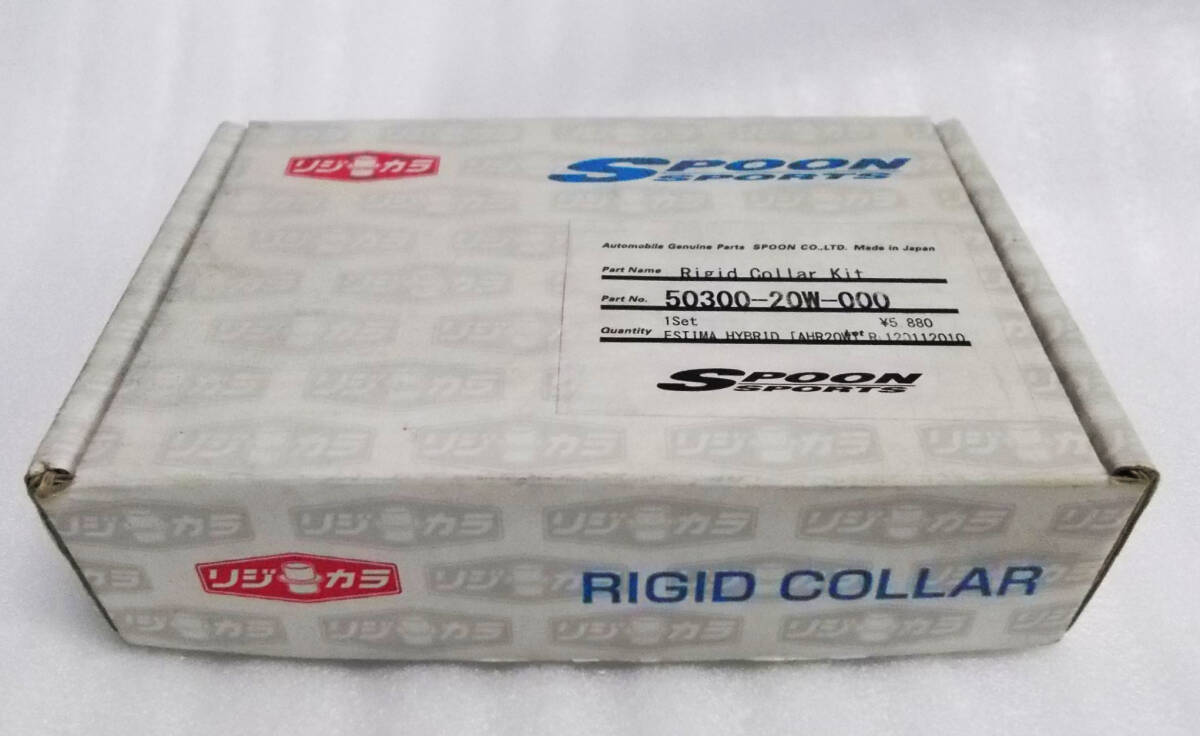 リジカラ
SPOON
SPORTS
Automobile Genuine Parts SPOON CO.,LTD. Made in Japan
Part Name Rigid Collar Kit
Part No. 50300-20W-000
1Set ¥5 880
Quantity ESTIMA HYBRID [AHR20W]
SPOON
SPORTS
リジカラ
RIGID COLLAR